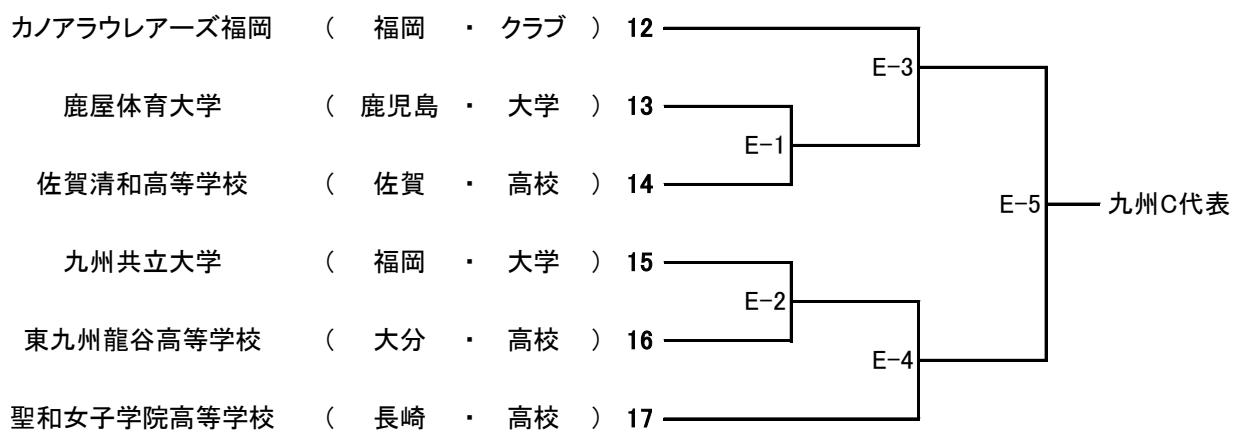 カノアラウレアーズ福岡 ( 福岡 ・ クラブ ) 12
E-3
鹿屋体育大学 ( 鹿児島 ・ 大学 ) 13
E-1
佐賀清和高等学校 ( 佐賀 ・ 高校 ) 14
E-5 九州C代表
九州共立大学 ( 福岡 ・ 大学 ) 15
E-2
東九州龍谷高等学校 ( 大分 ・ 高校 ) 16
E-4
聖和女子学院高等学校 ( 長崎 ・ 高校 ) 17